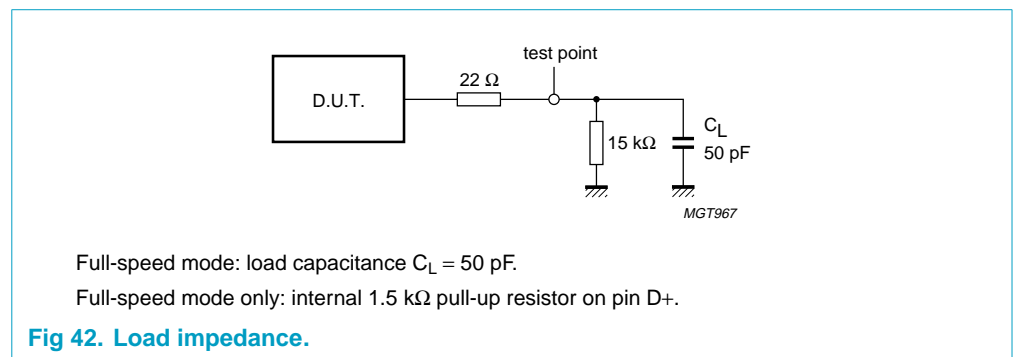 test point
22 Ω
D.U.T.
15 kΩ
C_L
50 pF
MGT967
Full-speed mode: load capacitance C_L = 50 pF.
Full-speed mode only: internal 1.5 kΩ pull-up resistor on pin D+.
Fig 42. Load impedance.